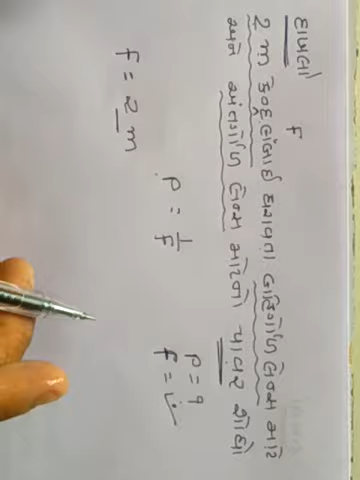 દાખલો
F
2 m કેન્દ્રલંબાઈ ધરાવતા બહિર્ગોળ લેન્સ માટે
અને અંતર્ગોળ લેન્સ માટેનો પાવર શોધો
F = 2 m
P = 1/F
P = ?
F = ✓